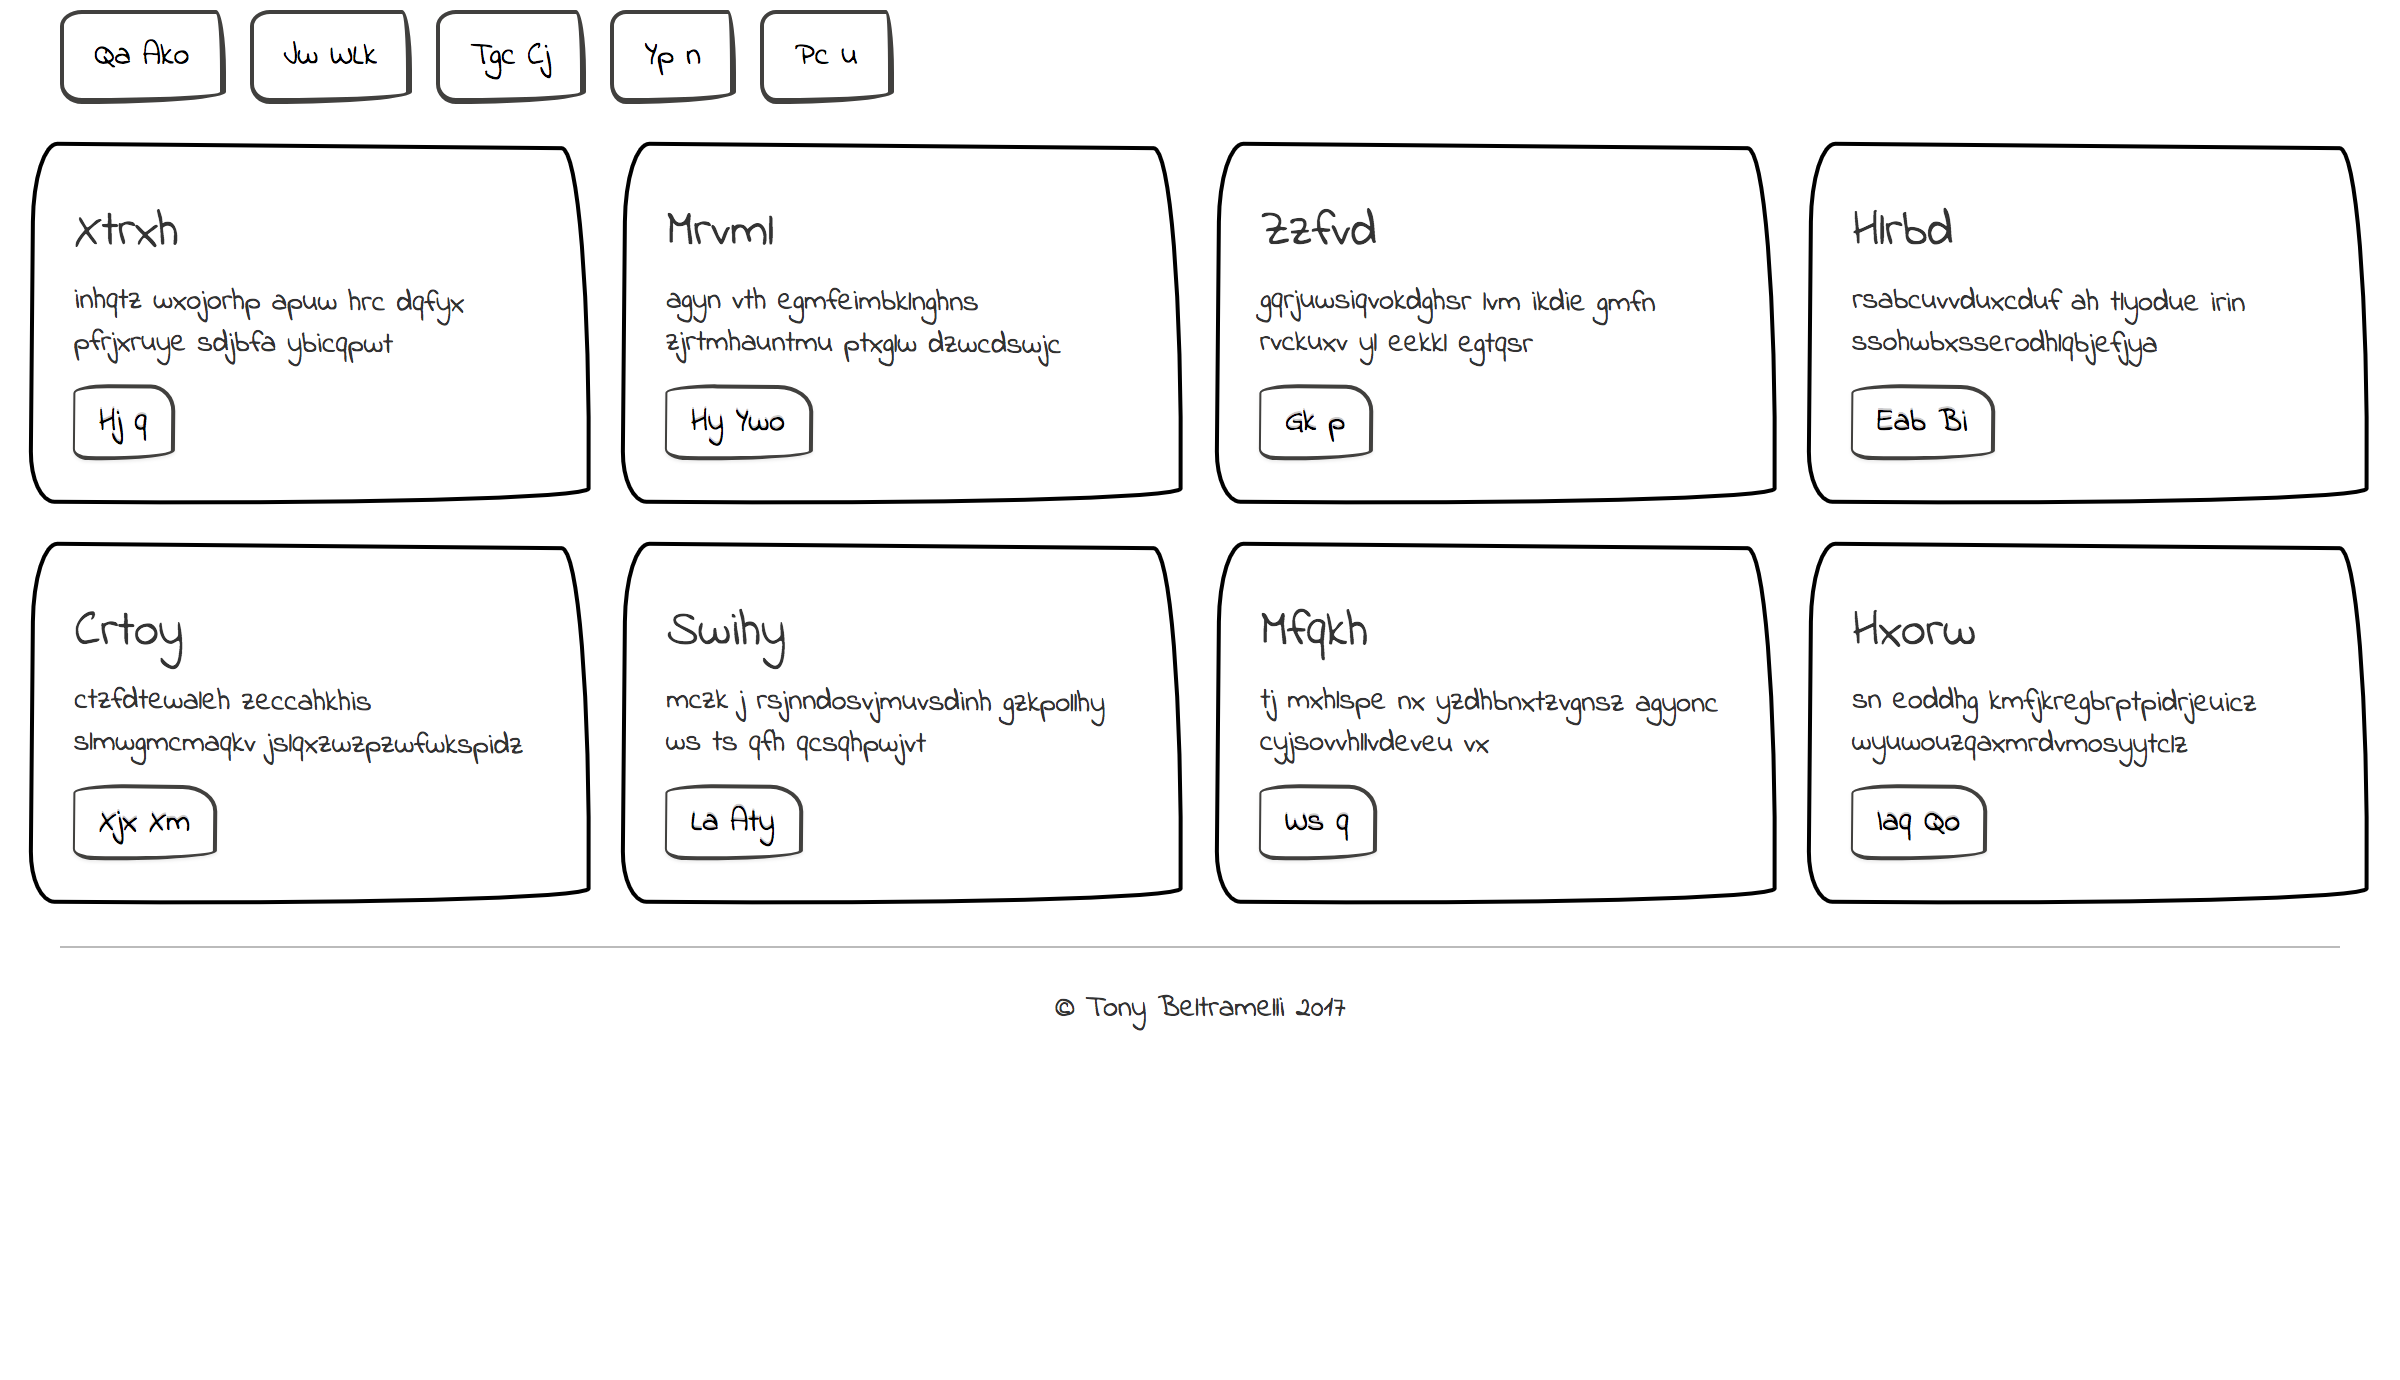 Qa Ako
Jw WLk
Tgc Cj
Yp n
Pc u
Xtrxh
inhqtz wxojorhp apuw hrc dqfyx
pfrjxruye sdjbfa ybicqpwt
Hj q
Mrvml
agyn vth egmfeimbklnghns
zjrtmhauntmu ptxglw dzwcdswjc
Hy Ywo
Zzfvd
gqrjuwsiqvokdghsr lvm ikdie gmfn
rvckuxv yl eekkl egtqsr
Gk p
Hlrbd
rsabcuvvduxcduf ah tlyodue irin
ssohwbxsserodhlqbjefjya
Eab Bi
Crtoy
ctzfdtewaleh zeccahkhis
slmwgmcmaqkv jslqxzwzpzwfwkspidz
Xjx Xm
Swihy
mczk j rsjnndosvjmuvsdinh gzkpollhy
ws ts qfh qcsqhpwjvt
La Aty
Mfqkh
tj mxhlspe nx yzdhbnxtzvgnsz agyonc
cyjsovvhllvdeveu vx
Ws q
Hxorw
sn eoddhg kmfjkregbrptpidrjeuicz
wyuwouzqaxmrdvmosyytclz
Iaq Qo
© Tony Beltramelli 2017